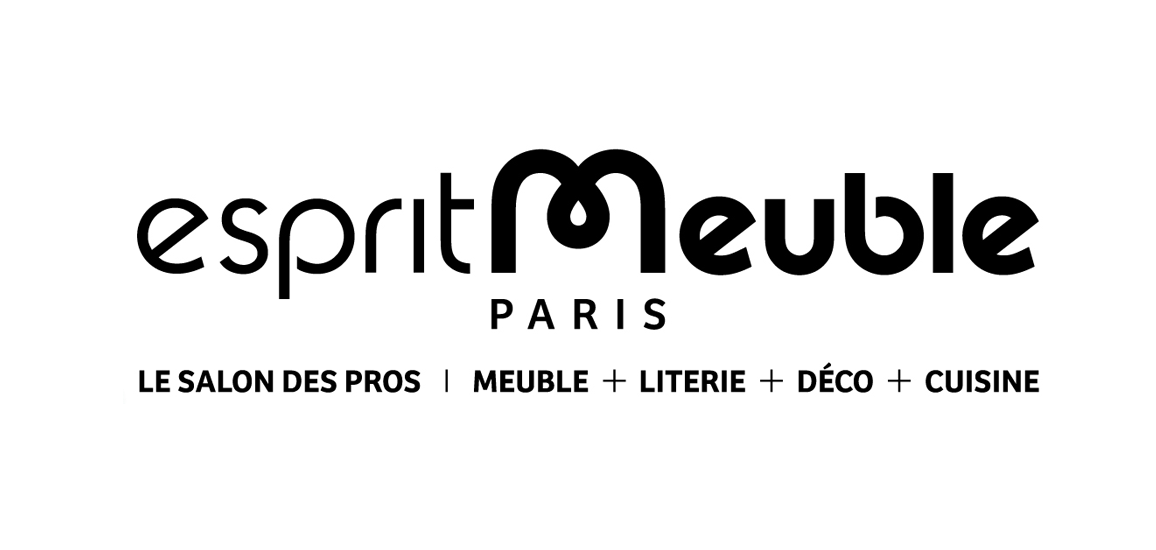 espritMeuble
PARIS
LE SALON DES PROS | MEUBLE + LITERIE + DÉCO + CUISINE